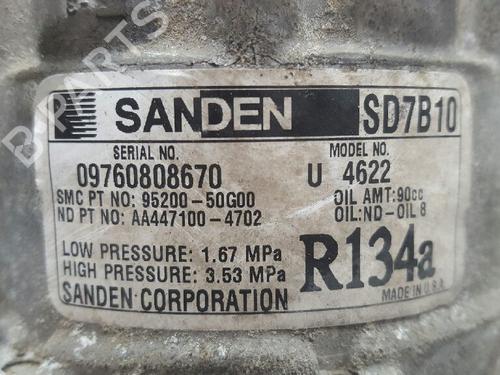 SANDEN SD7B10
SERIAL NO. MODEL NO.
09760808670 U 4622
SMC PT NO: 95200-50G00 OIL AMT: 90cc
ND PT NO: AA447100-4702 OIL:ND-OIL 8
LOW PRESSURE: 1.67 MPa
HIGH PRESSURE: 3.53 MPa
R134a
SANDEN CORPORATION MADE IN U.S.A
B-PARTS